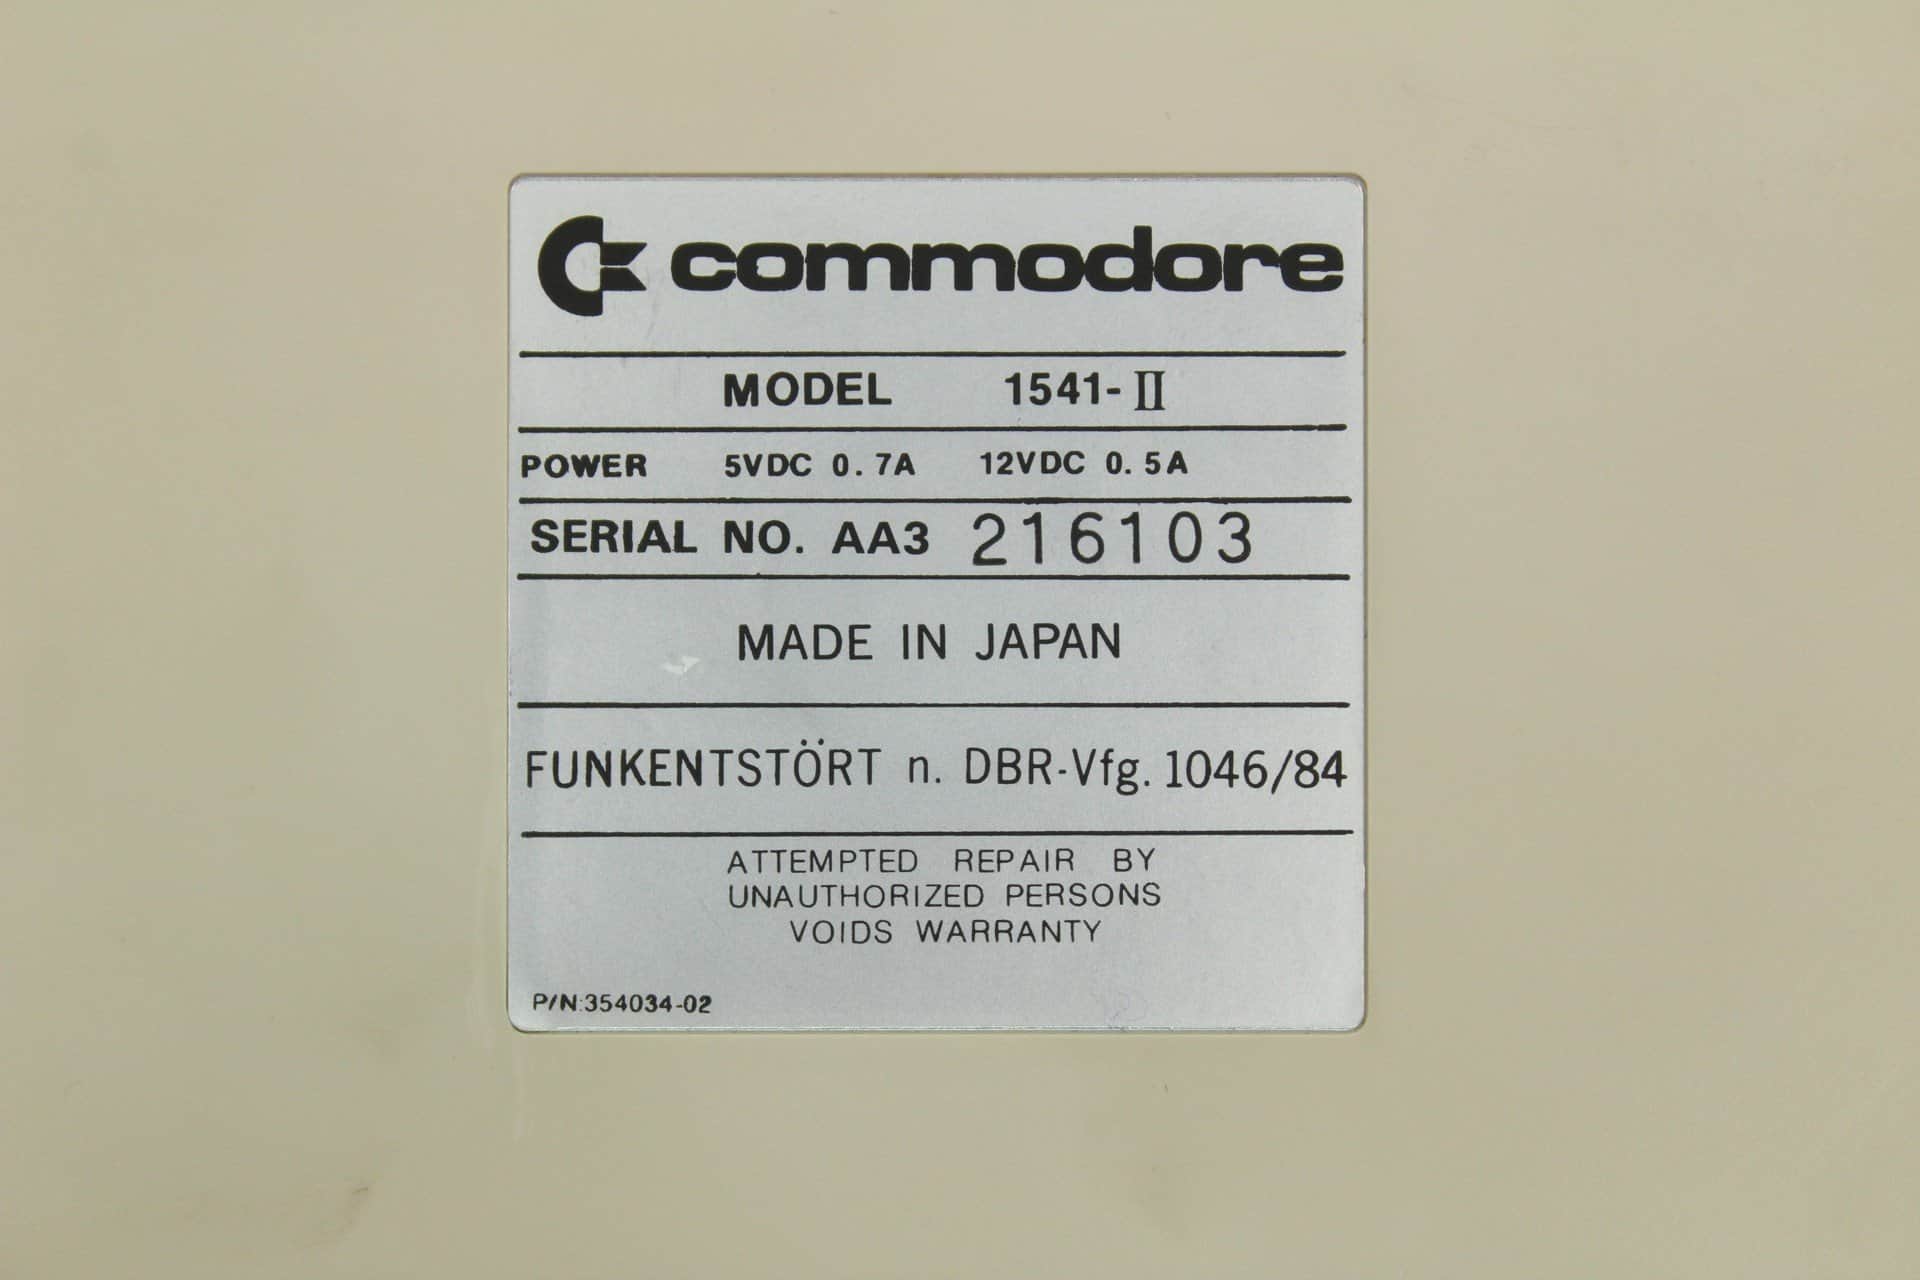 commodore
MODEL 1541-II
POWER 5VDC 0.7A 12VDC 0.5A
SERIAL NO. AA3 216103
MADE IN JAPAN
FUNKENTSTÖRT n. DBR-Vfg. 1046/84
ATTEMPTED REPAIR BY
UNAUTHORIZED PERSONS
VOIDS WARRANTY
P/N:354034-02